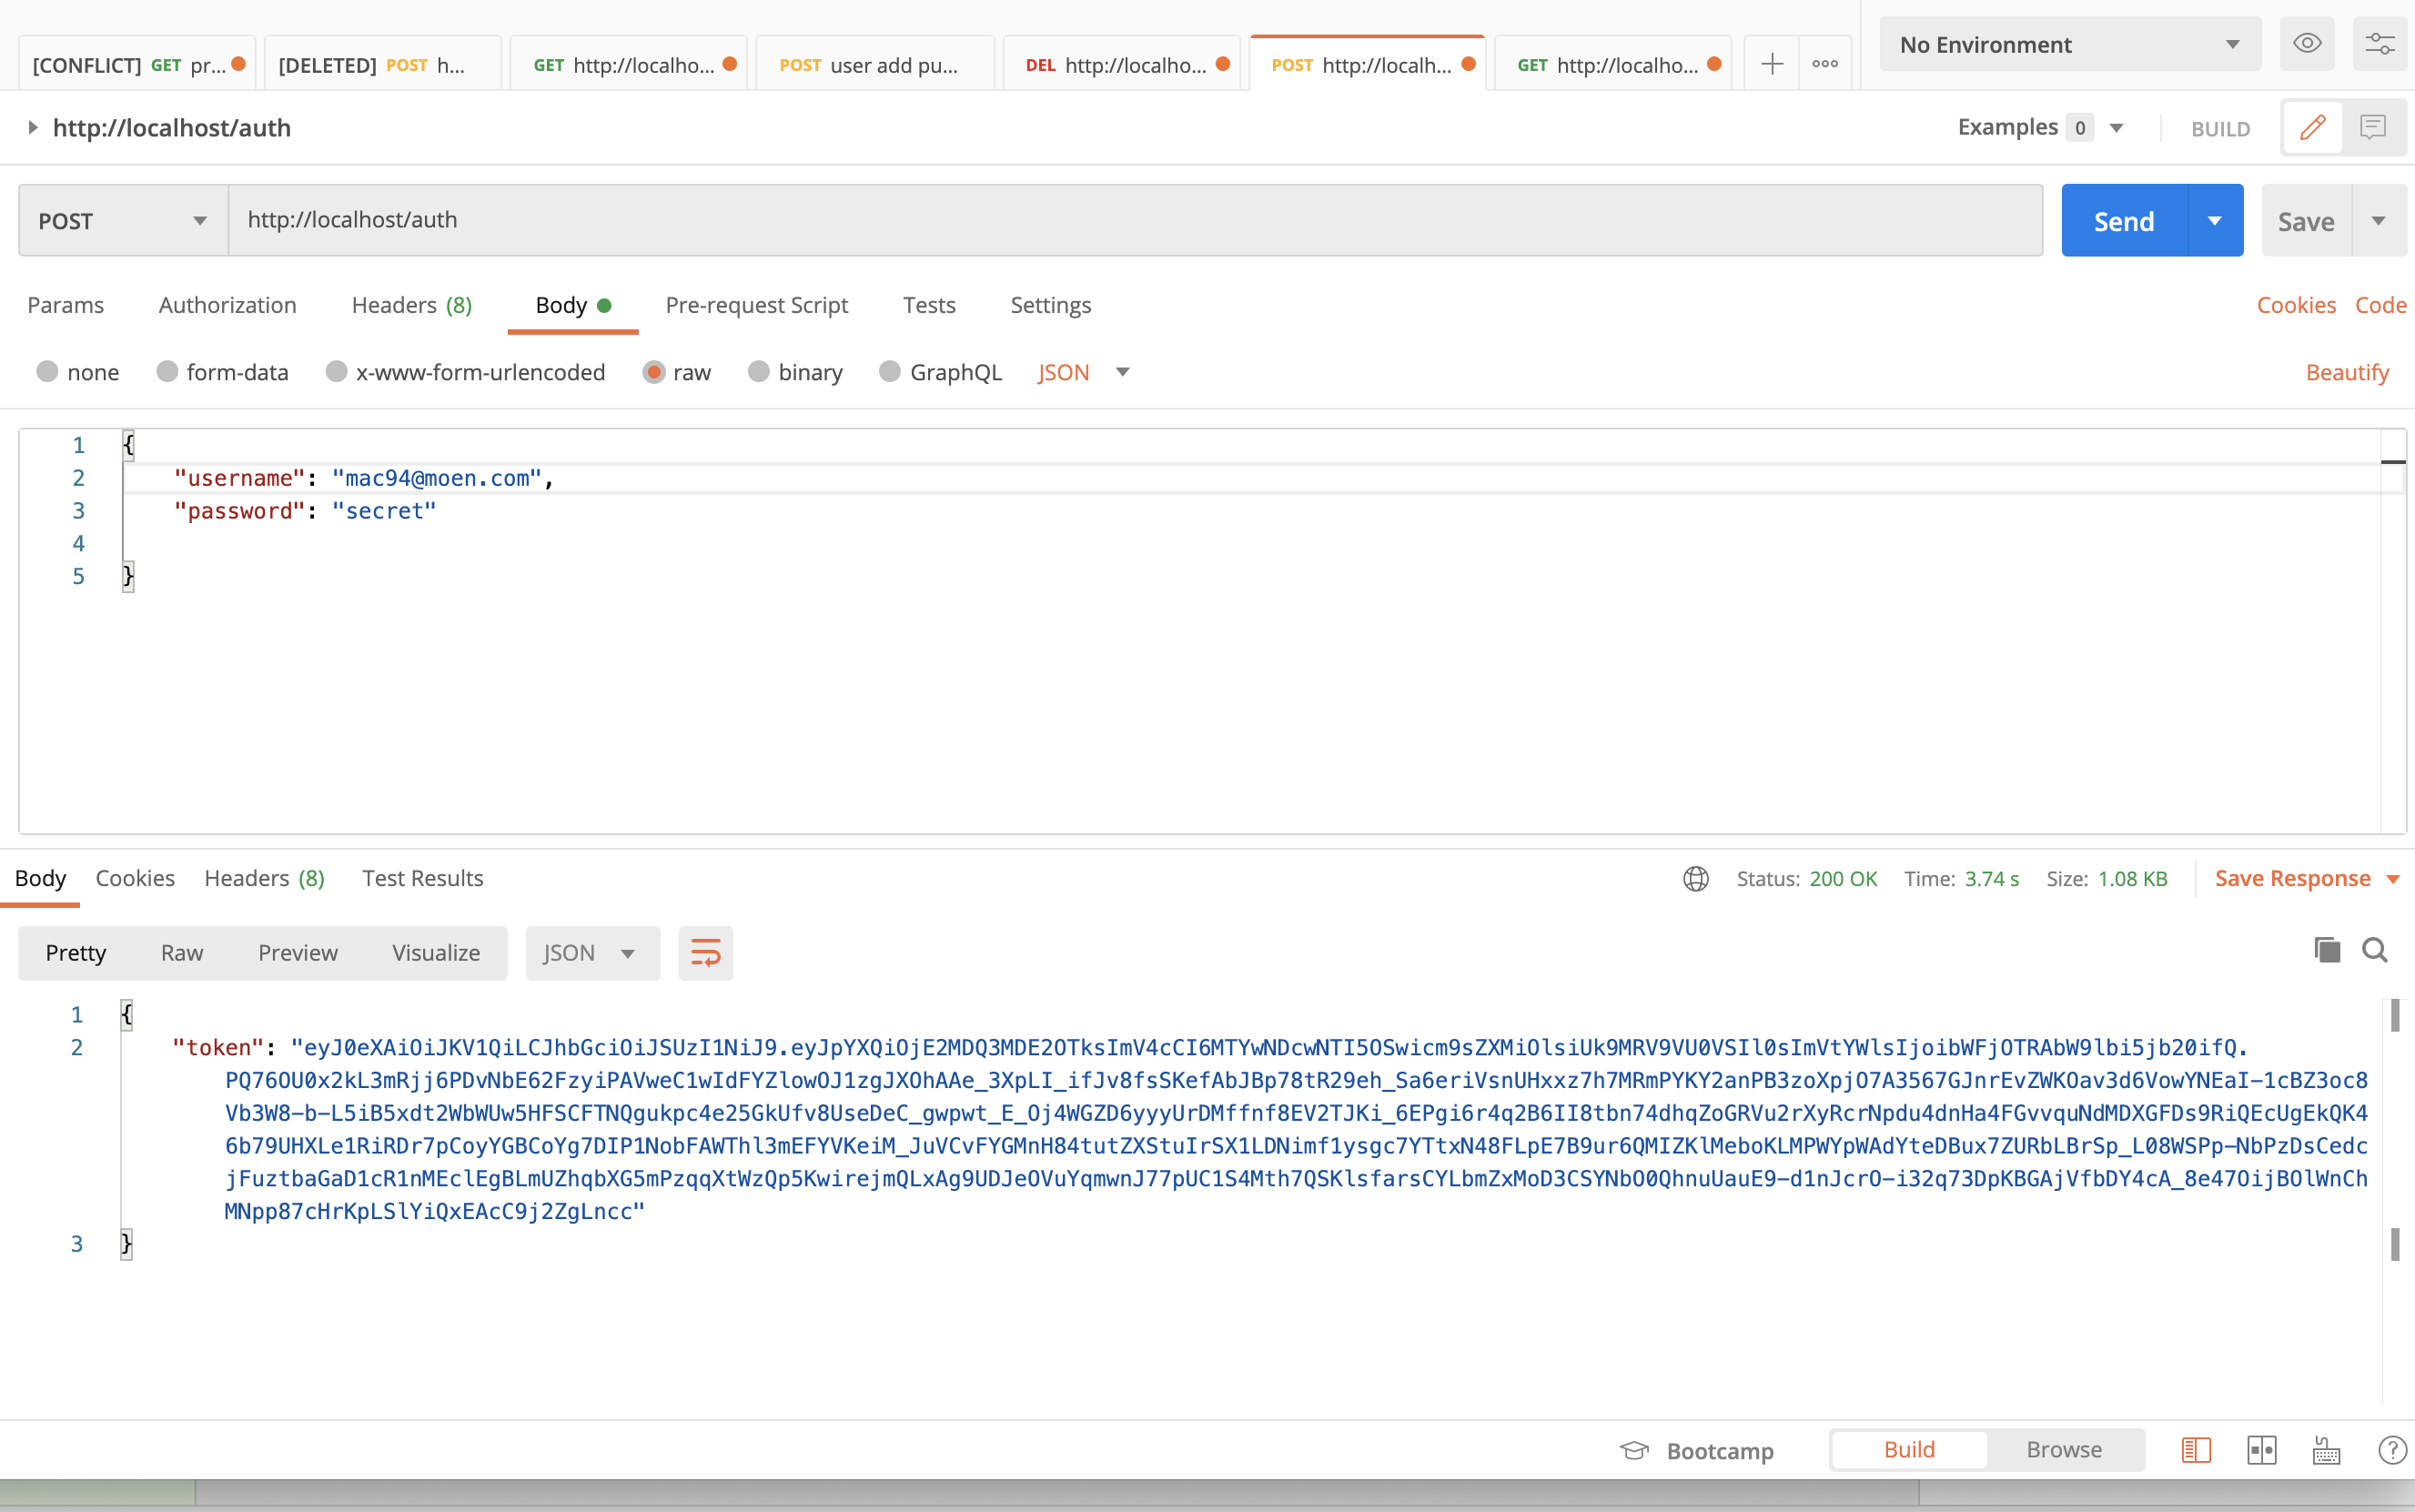 [CONFLICT] GET pr...
[DELETED] POST h...
GET http://localho...
POST user add pu...
DEL http://localho...
POST http://localh...
GET http://localho...
No Environment
http://localhost/auth
Examples 0
BUILD
POST
http://localhost/auth
Send
Save
Params
Authorization
Headers (8)
Body
Pre-request Script
Tests
Settings
Cookies
Code
none
form-data
x-www-form-urlencoded
raw
binary
GraphQL
JSON
Beautify
1 {
2 "username": "mac94@moen.com",
3 "password": "secret"
4
5 }
Body
Cookies
Headers (8)
Test Results
Status: 200 OK
Time: 3.74 s
Size: 1.08 KB
Save Response
Pretty
Raw
Preview
Visualize
JSON
1 {
2 "token": "eyJ0eXAiOiJKV1QiLCJhbGciOiJSUzI1NiJ9.eyJpYXQiOjE2MDQ3MDE2OTksImV4cCI6MTYwNDcwNTI5OSwicm9sZXMiOlsiUk9MRV9VU0VSIl0sImVtYWlsIjoibWFjOTRAbW9lbi5jb20ifQ.
PQ76OU0x2kL3mRjj6PDvNbE62FzyiPAVweC1wIdFYZlowOJ1zgJXOhAAe_3XpLI_ifJv8fsSKefAbJBp78tR29eh_Sa6eriVsnUHxxz7h7MRmPYKY2anPB3zoXpjO7A3567GJnrEvZWKOav3d6VowYNEaI-1cBZ3oc8
Vb3W8-b-L5iB5xdt2WbWUw5HFSCFTNQgukpc4e25GkUfv8UseDeC_gwpwt_E_Oj4WGZD6yyyUrDMffnf8EV2TJKi_6EPgi6r4q2B6II8tbn74dhqZoGRVu2rXyRcrNpdu4dnHa4FGvvquNdMDXGFDs9RiQEcUgEkQK4
6b79UHXLe1RiRDr7pCoyYGBCoYg7DIP1NobFAWThl3mEFYVKeiM_JuVCvFYGMnH84tutZXStuIrSX1LDNimf1ysgc7YTtxN48FLpE7B9ur6QMIZKlMeboKLMPWYpWAdYteDBux7ZURbLBrSp_L08WSPp-NbPzDsCedc
jFuztbaGaD1cR1nMEclEgBLmUZhqbXG5mPzqqXtWzQp5KwirejmQLxAg9UDJeOVuYqmwnJ77pUC1S4Mth7QSKlsfarsCYLbmZxMoD3CSYNbO0QhnuUauE9-d1nJcrO-i32q73DpKBGAjVfbDY4cA_8e47OijBOlWnCh
MNpp87cHrKpLSlYiQxEAcC9j2ZgLncc"
3 }
Bootcamp
Build
Browse